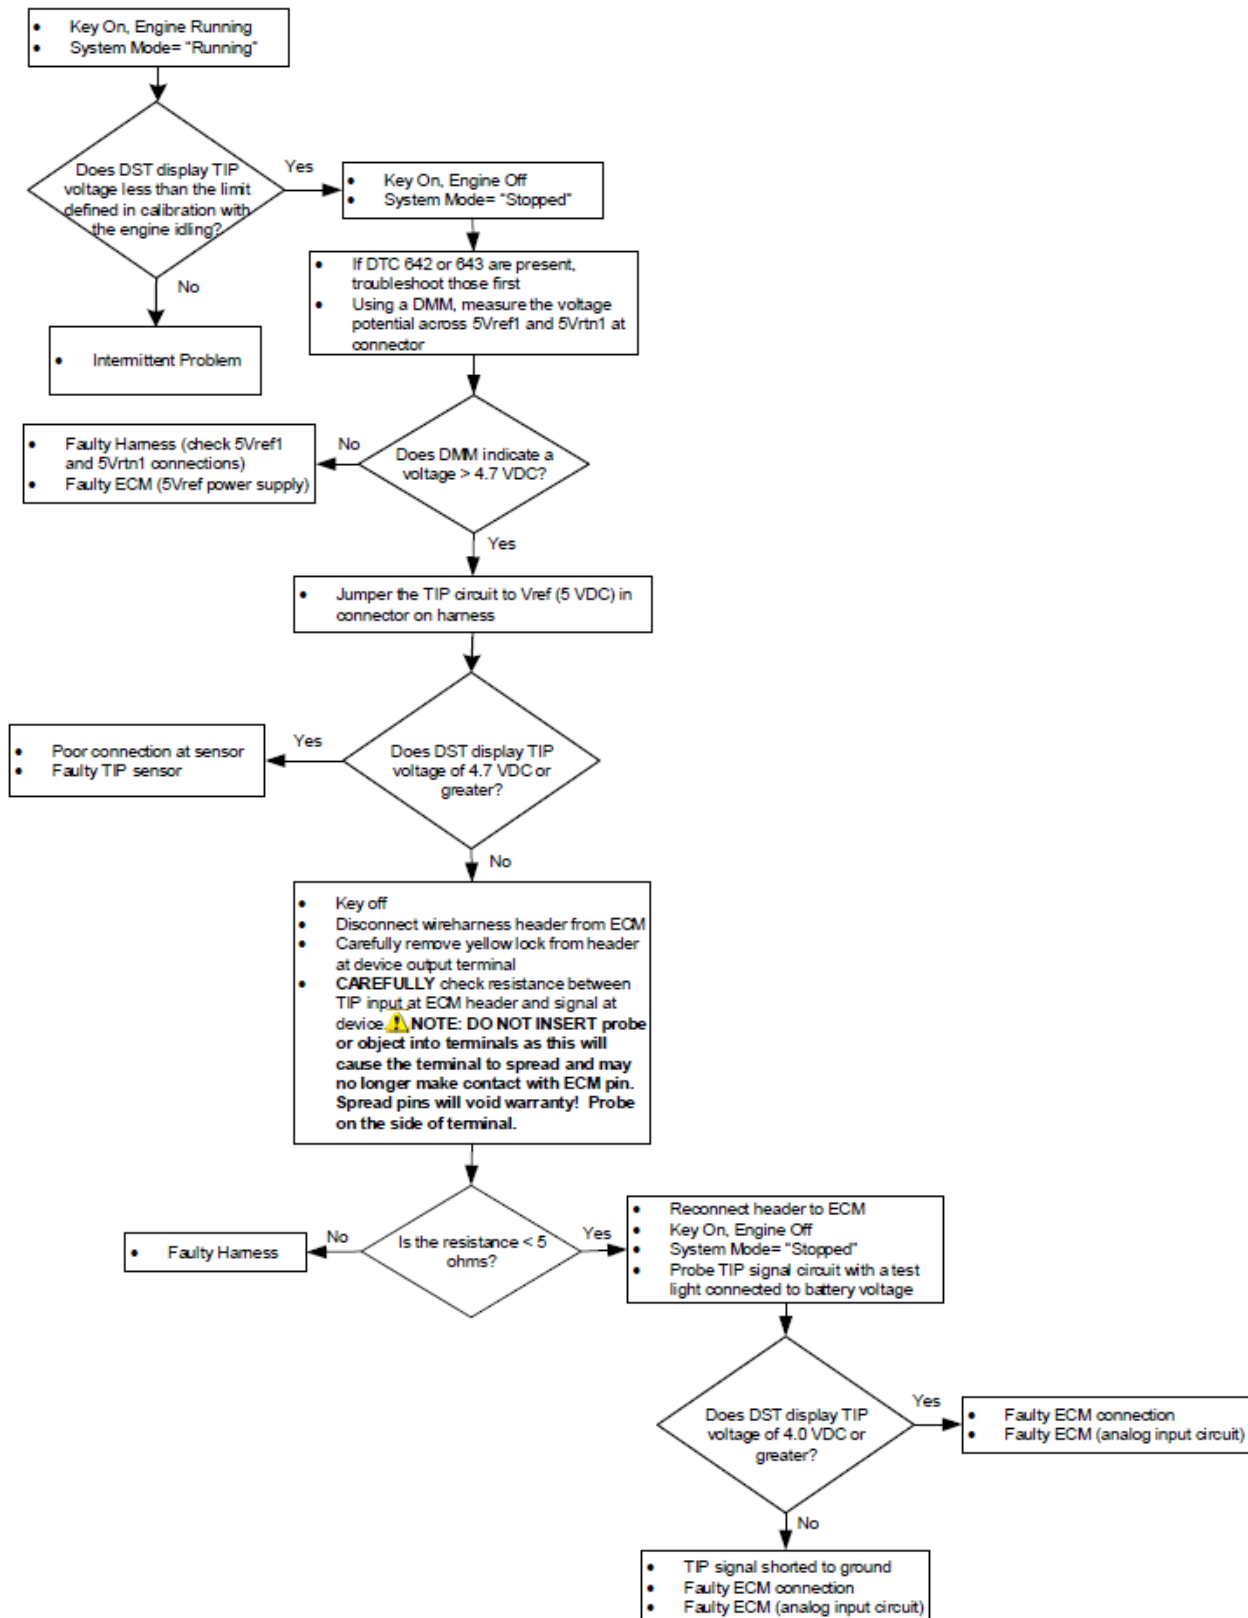 • Key On, Engine Running
• System Mode= "Running"
Does DST display TIP
voltage less than the limit
defined in calibration with
the engine idling?
Yes
• Key On, Engine Off
• System Mode= "Stopped"
No
• Intermittent Problem
• If DTC 642 or 643 are present,
troubleshoot those first
• Using a DMM, measure the voltage
potential across 5Vref1 and 5Vrtn1 at
connector
Does DMM indicate a
voltage > 4.7 VDC?
No
• Faulty Harness (check 5Vref1
and 5Vrtn1 connections)
• Faulty ECM (5Vref power supply)
Yes
• Jumper the TIP circuit to Vref (5 VDC) in
connector on harness
Does DST display TIP
voltage of 4.7 VDC or
greater?
Yes
• Poor connection at sensor
• Faulty TIP sensor
No
• Key off
• Disconnect wireharness header from ECM
• Carefully remove yellow lock from header
at device output terminal
• CAREFULLY check resistance between
TIP input at ECM header and signal at
device. NOTE: DO NOT INSERT probe
or object into terminals as this will
cause the terminal to spread and may
no longer make contact with ECM pin.
Spread pins will void warranty! Probe
on the side of terminal.
Is the resistance < 5
ohms?
No
• Faulty Harness
Yes
• Reconnect header to ECM
• Key On, Engine Off
• System Mode= "Stopped"
• Probe TIP signal circuit with a test
light connected to battery voltage
Does DST display TIP
voltage of 4.0 VDC or
greater?
Yes
• Faulty ECM connection
• Faulty ECM (analog input circuit)
No
• TIP signal shorted to ground
• Faulty ECM connection
• Faulty ECM (analog input circuit)